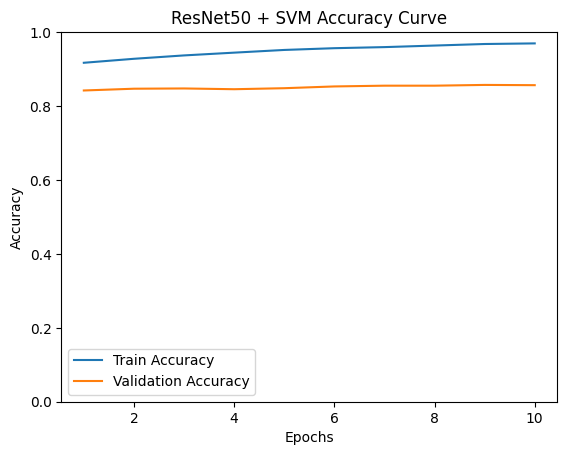 ResNet50 + SVM Accuracy Curve
1.0
0.8
0.6
0.4
0.2
0.0
Accuracy
Train Accuracy
Validation Accuracy
2 4 6 8 10
Epochs